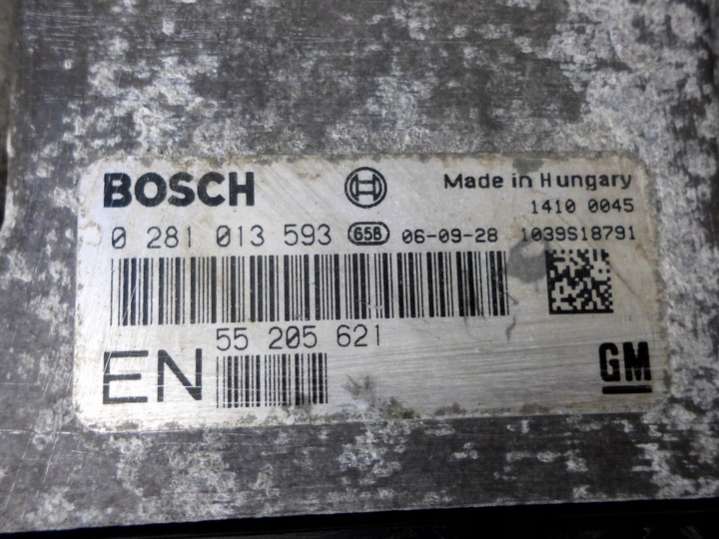 BOSCH Made in Hungary
1410 0045
0 281 013 593 65B 06-09-28 1039S18791
55 205 621
EN GM